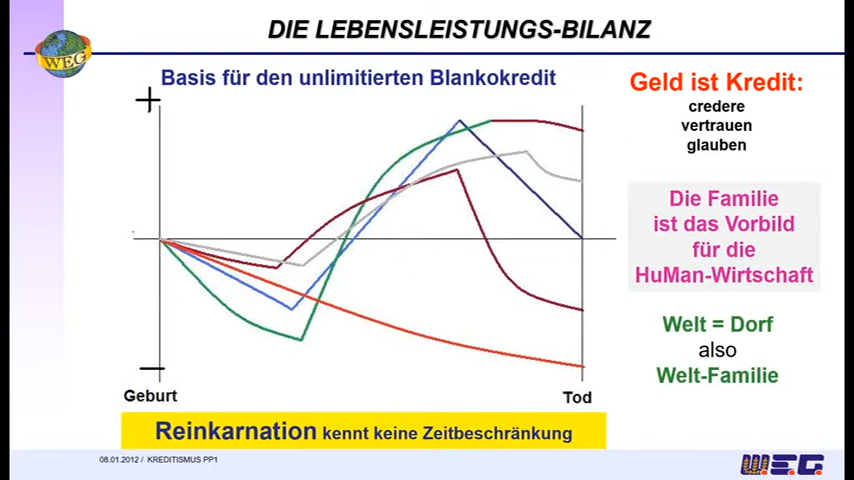 DIE LEBENSLEISTUNGS-BILANZ
WEG
Basis für den unlimitierten Blankokredit
Geld ist Kredit:
credere
vertrauen
glauben
Die Familie
ist das Vorbild
für die
HuMan-Wirtschaft
Welt = Dorf
also
Welt-Familie
Geburt
Tod
Reinkarnation kennt keine Zeitbeschränkung
08.01.2012 / KREDITISMUS PP1
W.E.G.